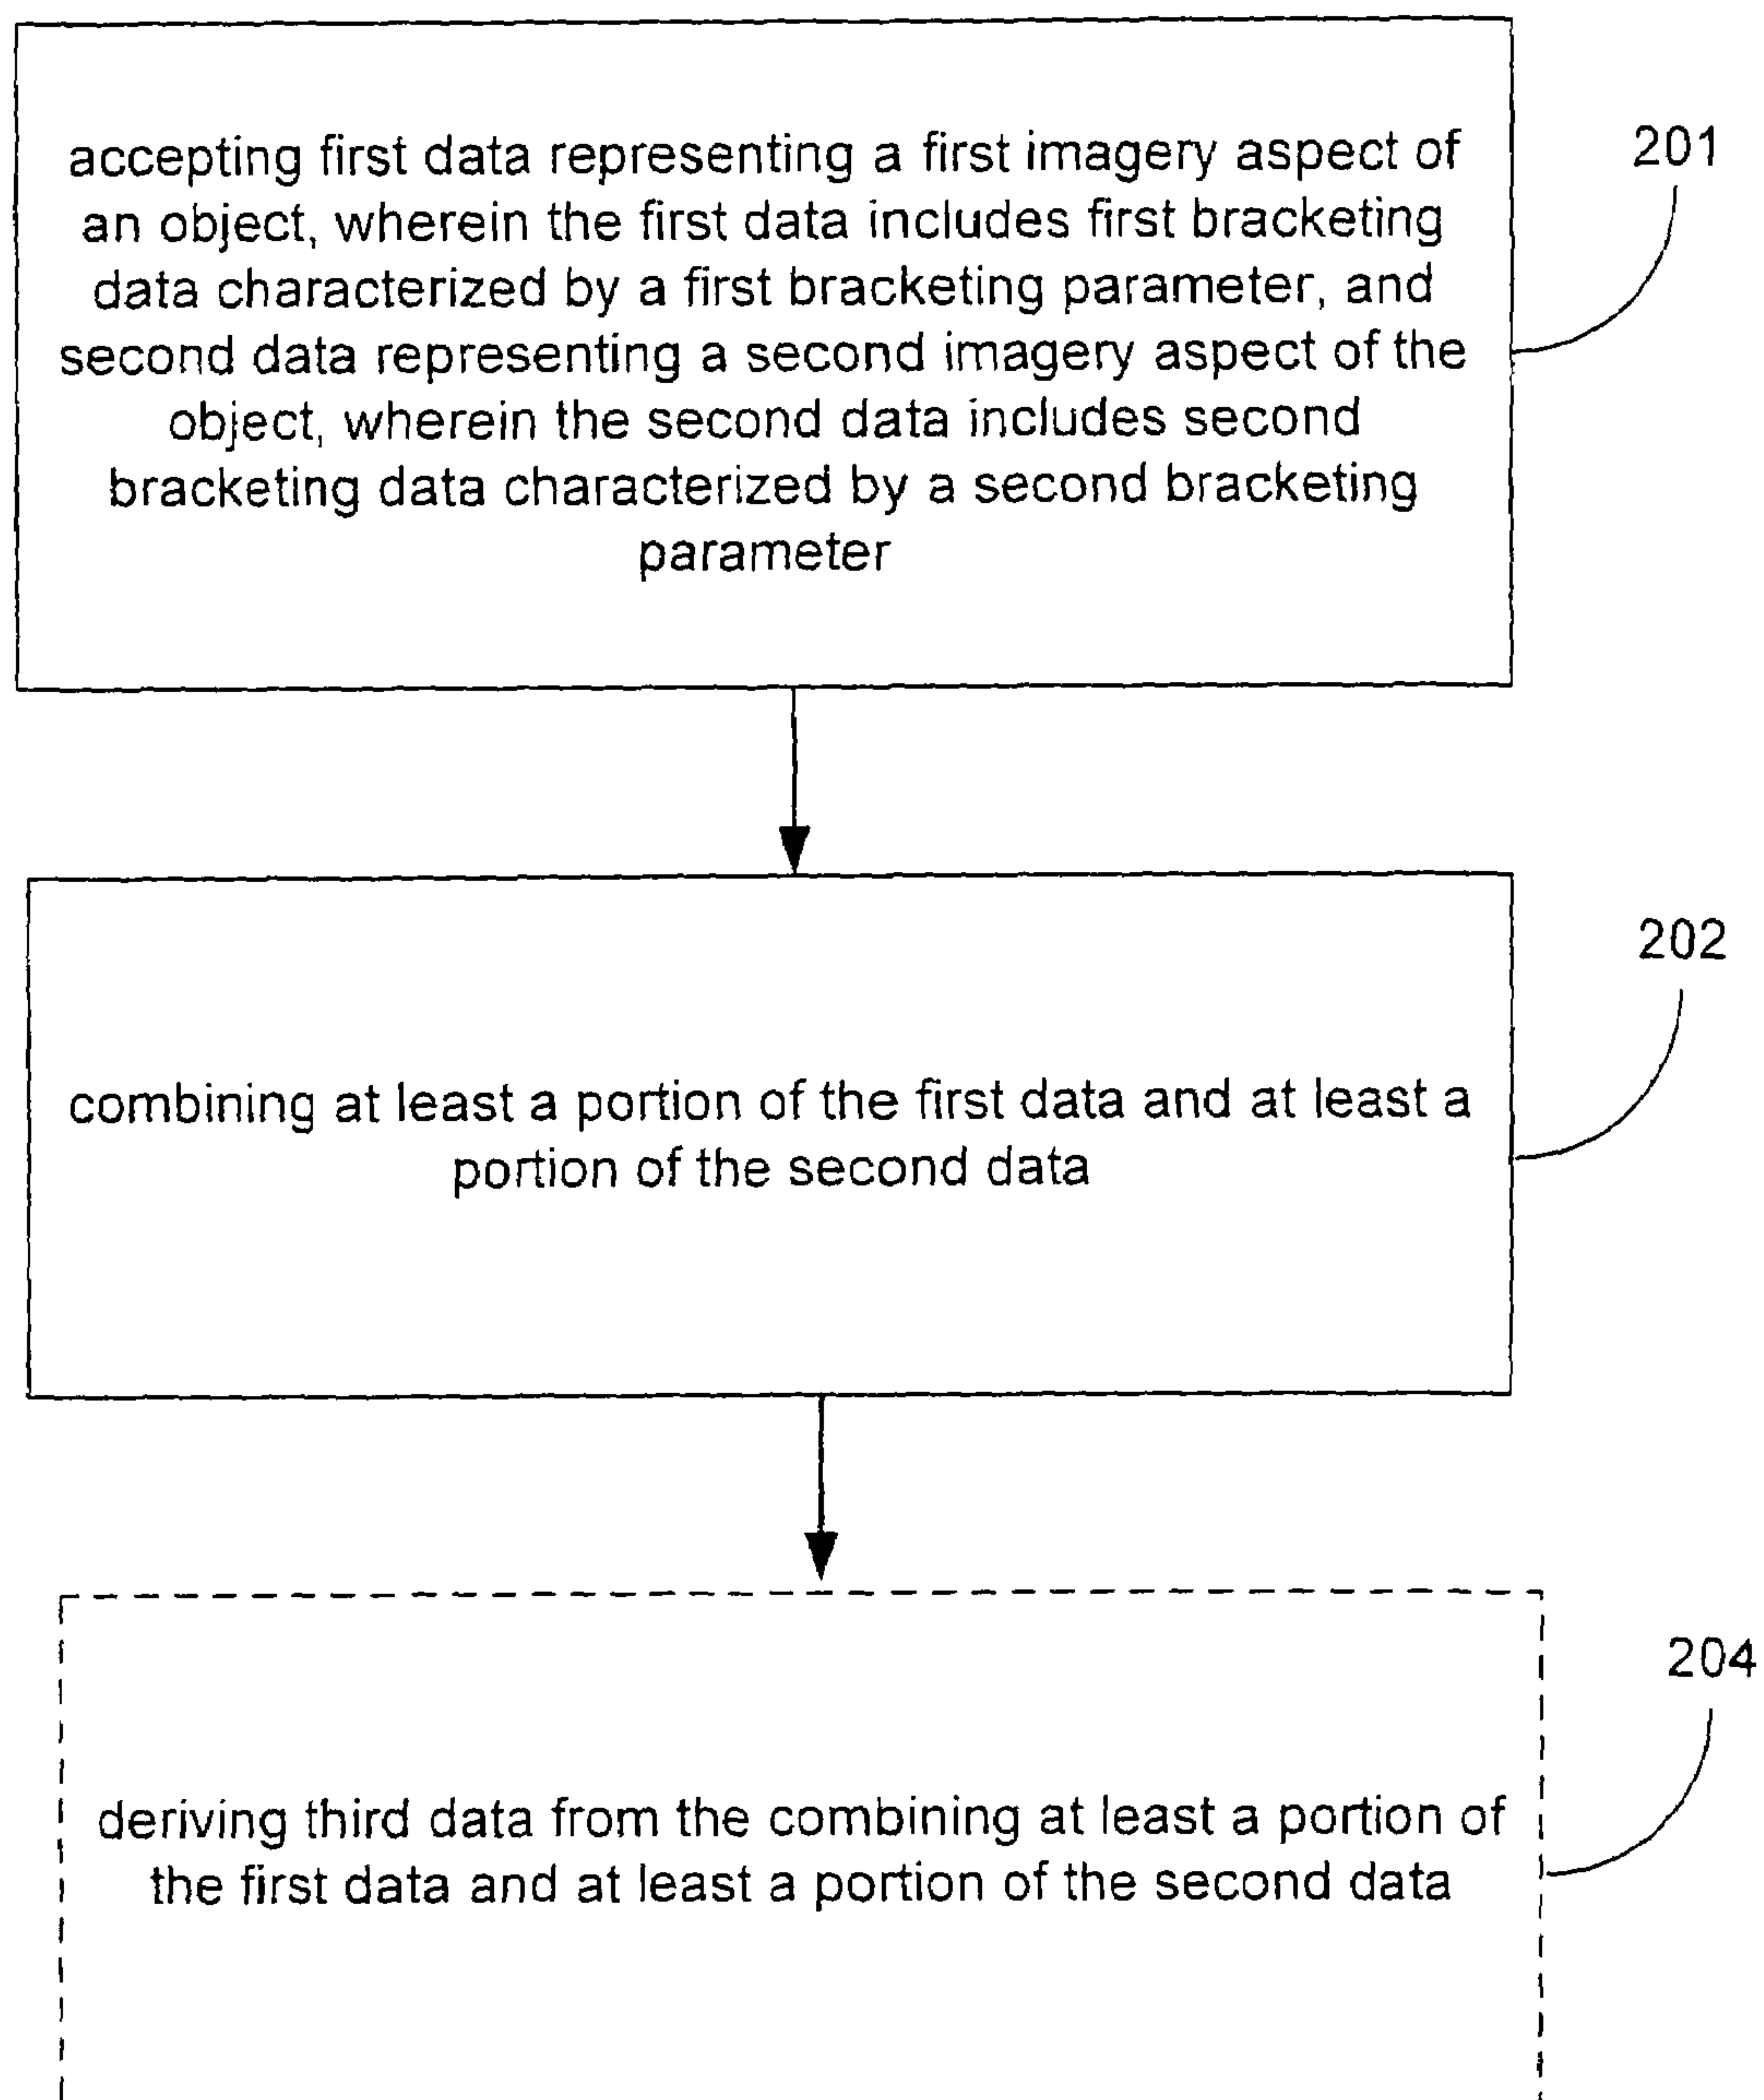 accepting first data representing a first imagery aspect of
an object, wherein the first data includes first bracketing
data characterized by a first bracketing parameter, and
second data representing a second imagery aspect of the
object, wherein the second data includes second
bracketing data characterized by a second bracketing
parameter
201
combining at least a portion of the first data and at least a
portion of the second data
202
deriving third data from the combining at least a portion of
the first data and at least a portion of the second data
204